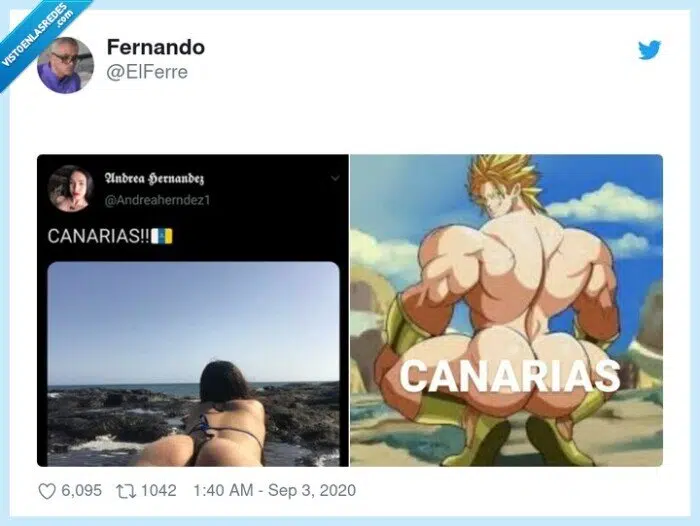 VISTOENLASREDES
.com
Fernando
@ElFerre
Andrea Hernandez
@Andreaherndez1
CANARIAS!!
CANARIAS
6,095 1042 1:40 AM - Sep 3, 2020